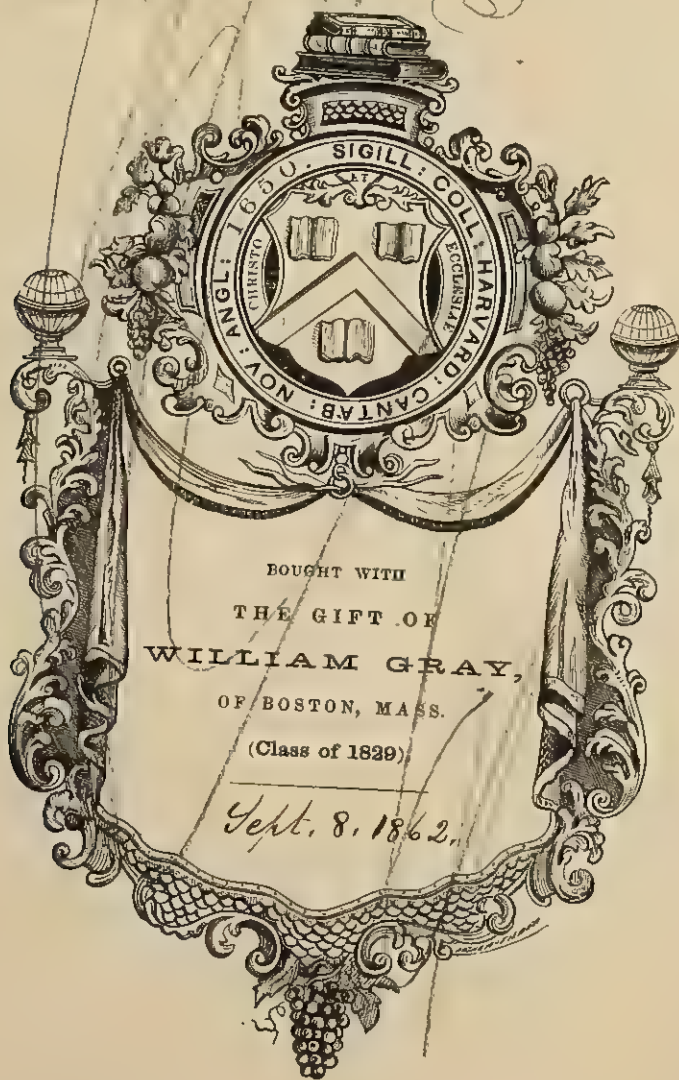 SIGILL: COLL: HARVARD: CANTAB: NOV: ANGL: 1650.
ET
CHRISTO
ECCLESIAE
BOUGHT WITH
THE GIFT OF
WILLIAM GRAY,
OF BOSTON, MASS.
(Class of 1829)
Sept. 8, 1862.